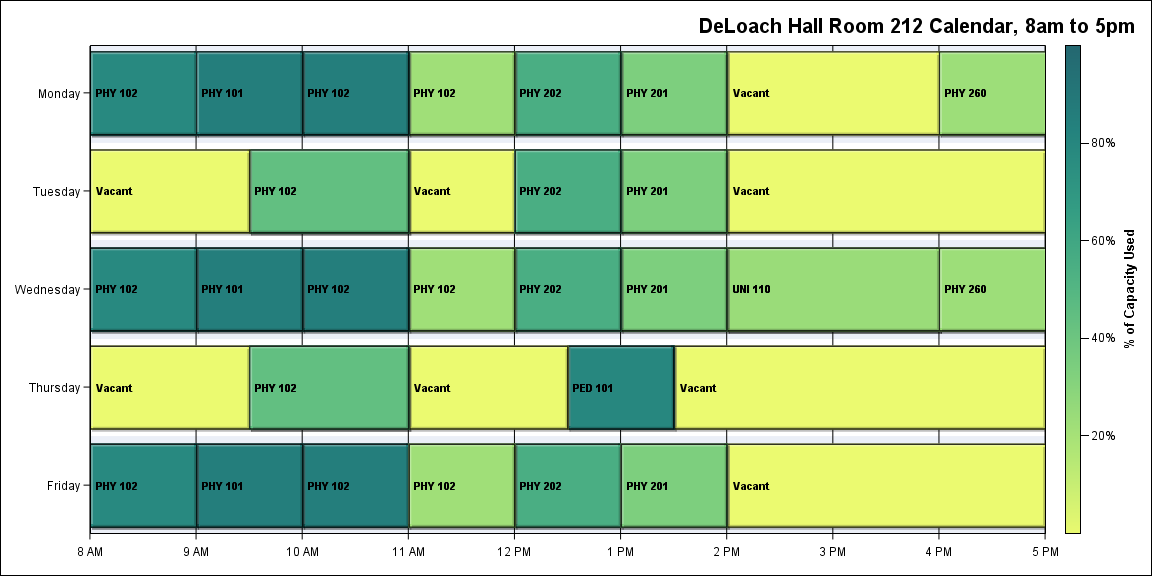 DeLoach Hall Room 212 Calendar, 8am to 5pm
Monday
PHY 102
PHY 101
PHY 102
PHY 102
PHY 202
PHY 201
Vacant
PHY 260
Tuesday
Vacant
PHY 102
Vacant
PHY 202
PHY 201
Vacant
Wednesday
PHY 102
PHY 101
PHY 102
PHY 102
PHY 202
PHY 201
UNI 110
PHY 260
Thursday
Vacant
PHY 102
Vacant
PED 101
Vacant
Friday
PHY 102
PHY 101
PHY 102
PHY 102
PHY 202
PHY 201
Vacant
8 AM
9 AM
10 AM
11 AM
12 PM
1 PM
2 PM
3 PM
4 PM
5 PM
80%
60%
40%
20%
% of Capacity Used